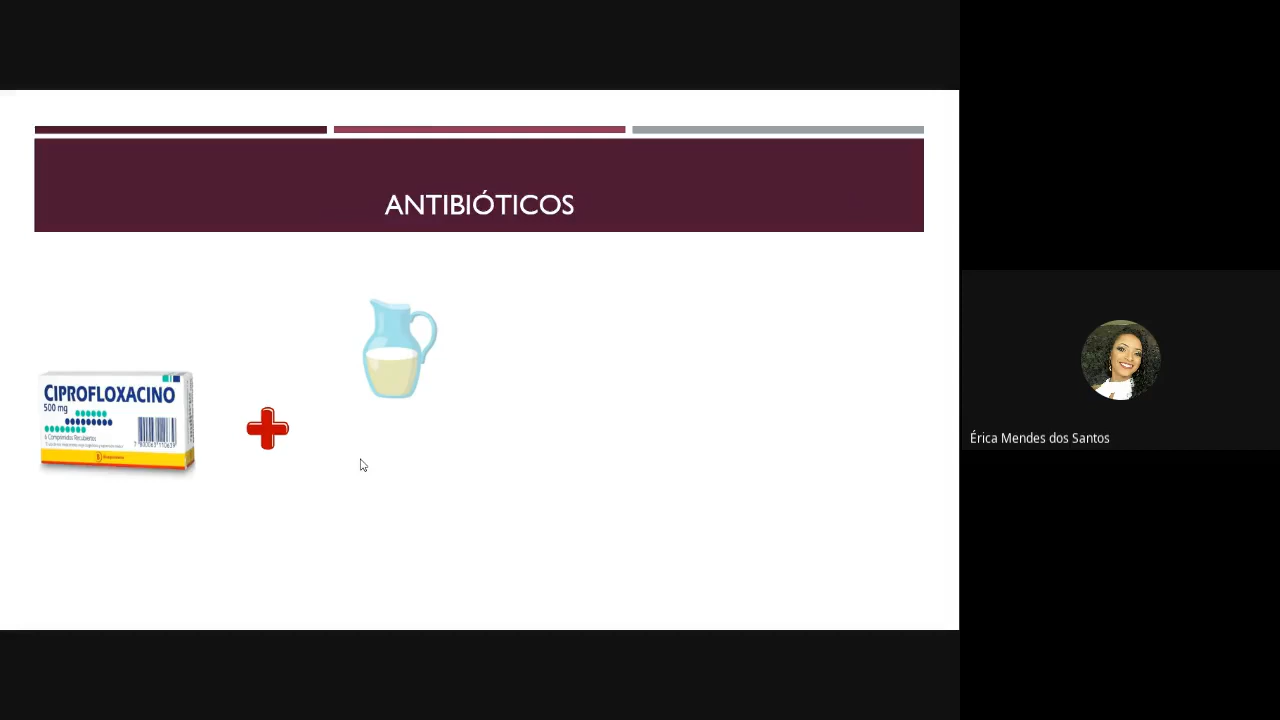 ANTIBIÓTICOS
CIPROFLOXACINO
500 mg
Érica Mendes dos Santos